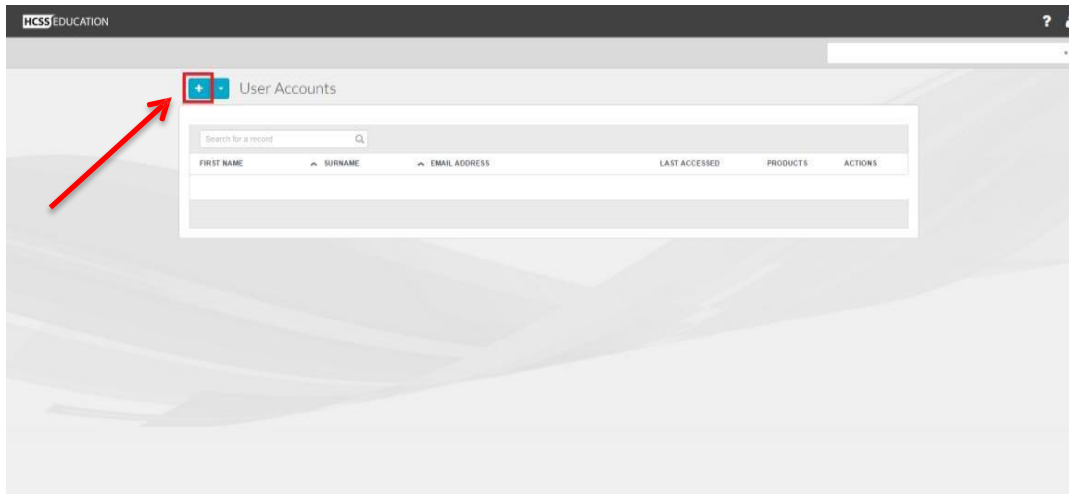 HCSS EDUCATION ?
+ User Accounts
Search for a record
FIRST NAME SURNAME EMAIL ADDRESS LAST ACCESSED PRODUCTS ACTIONS